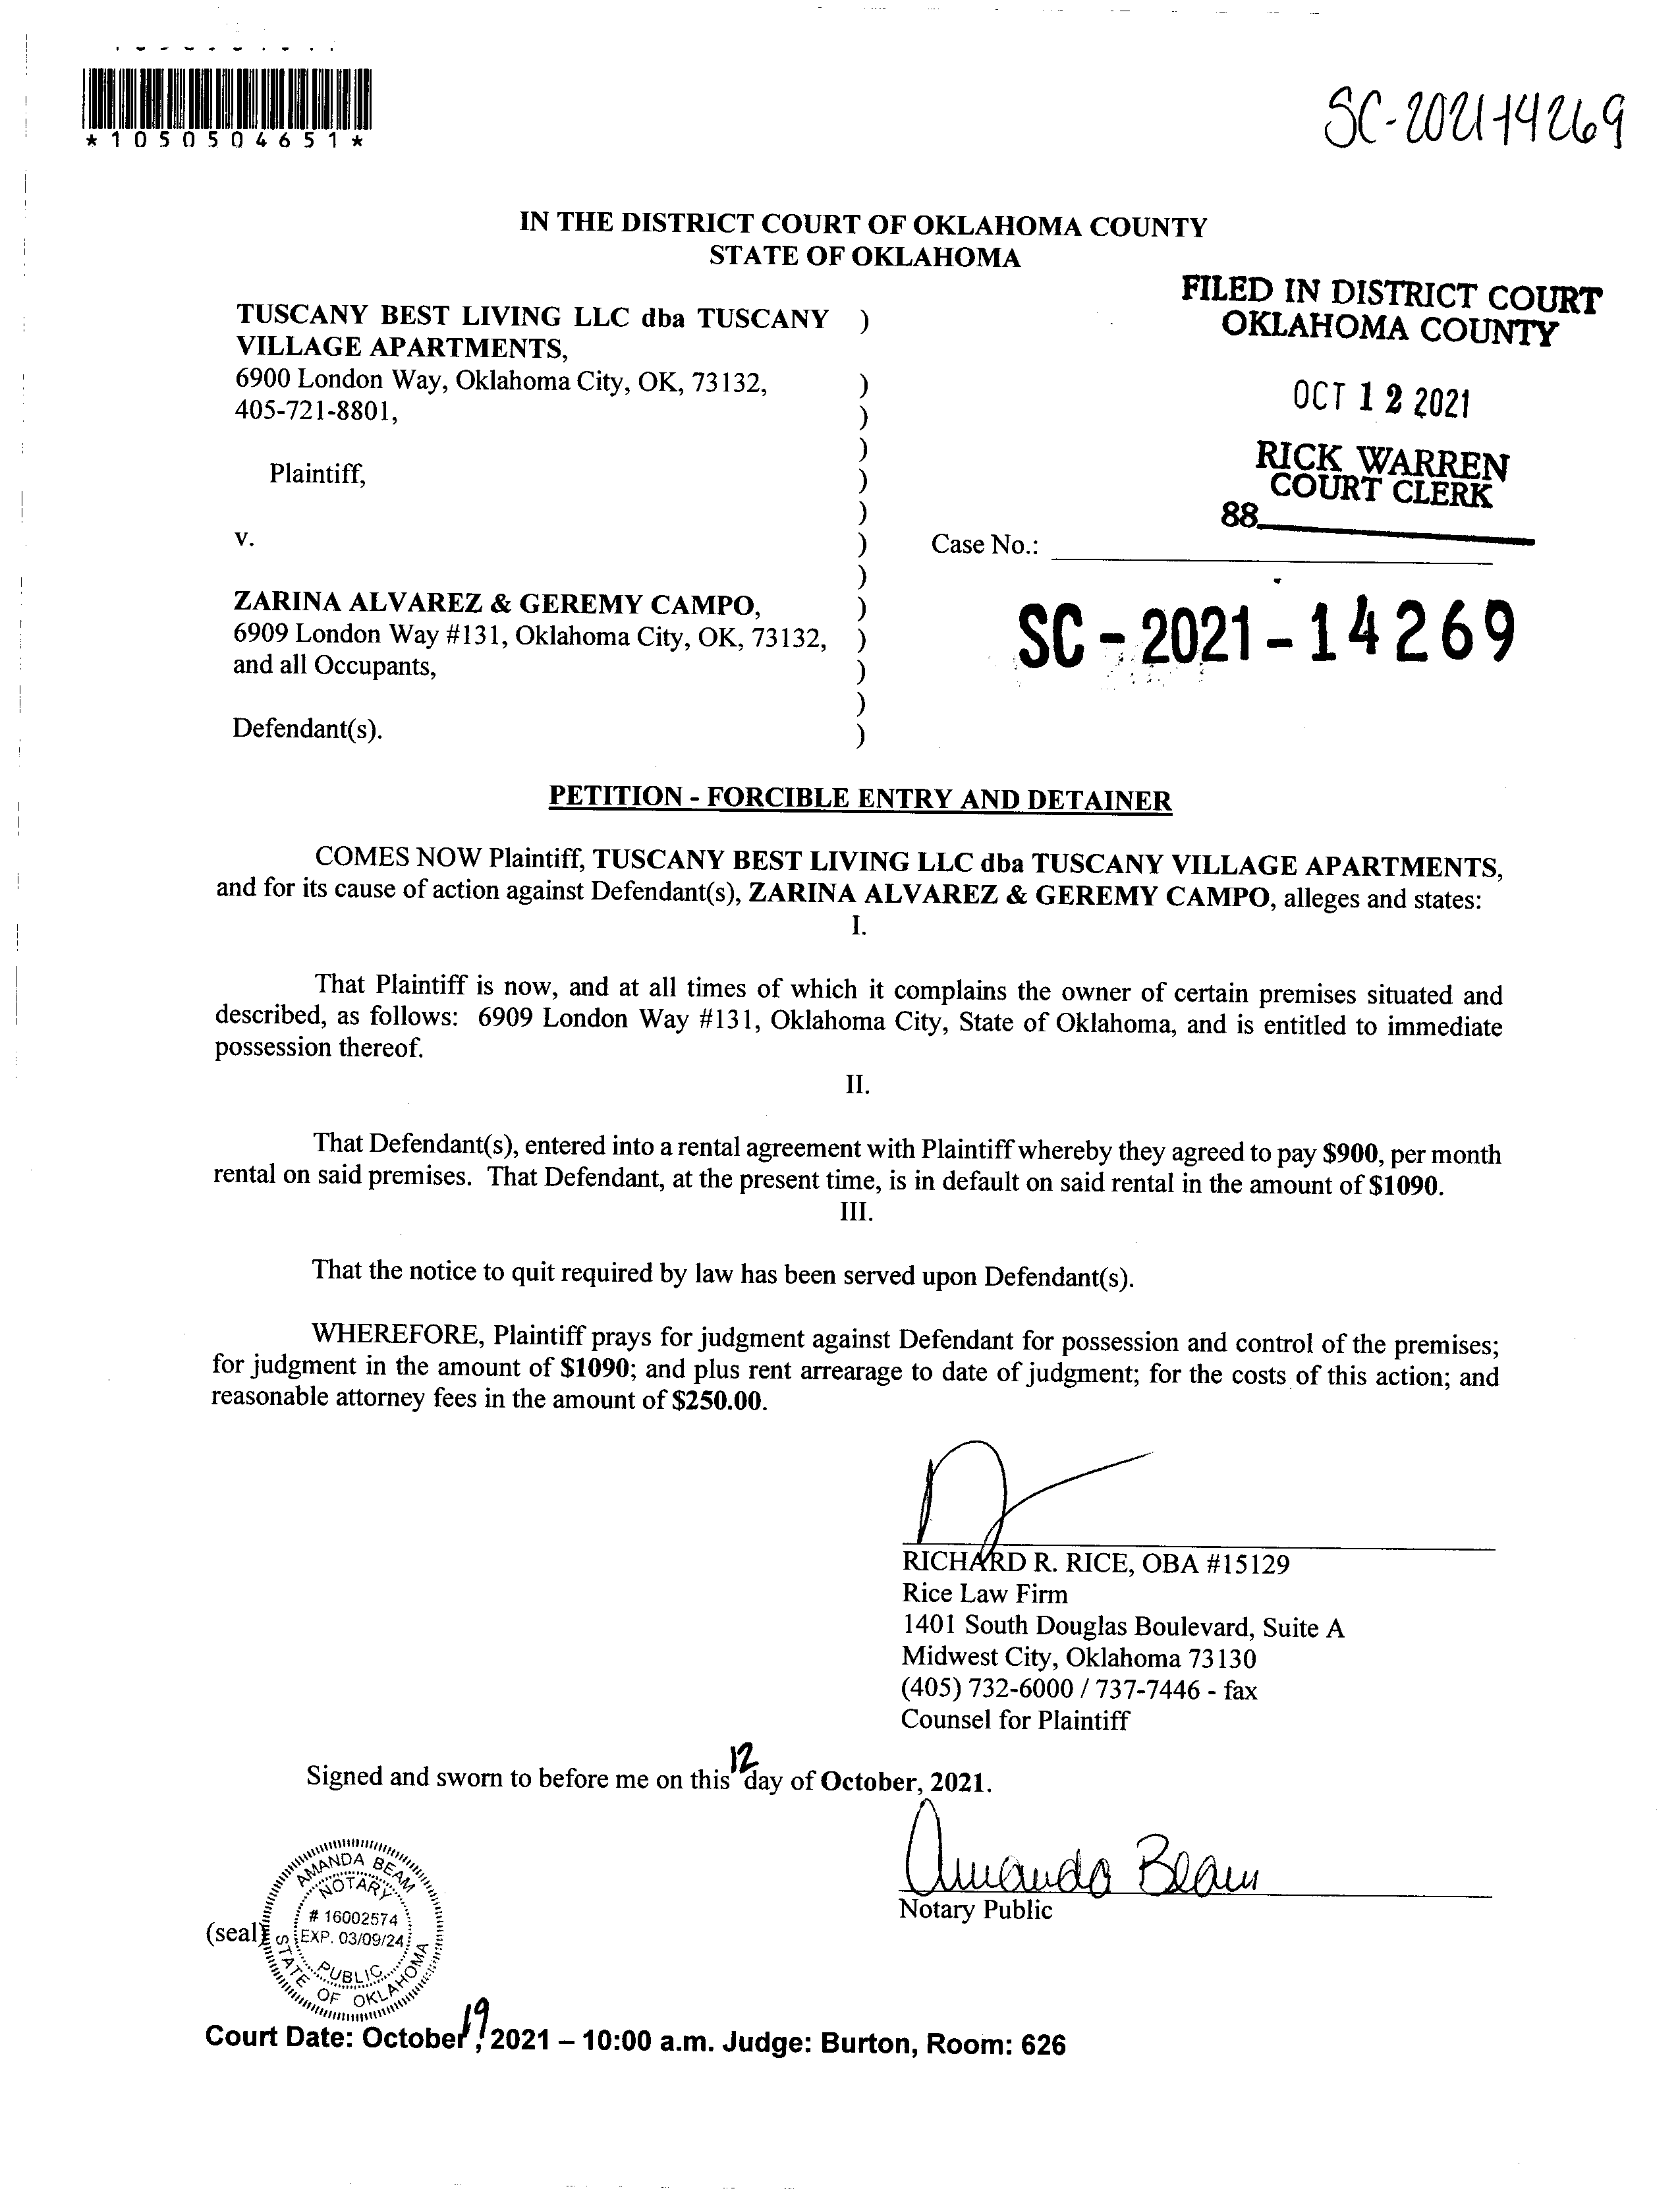 *1050504651*
SC-2021-14269
IN THE DISTRICT COURT OF OKLAHOMA COUNTY
STATE OF OKLAHOMA
FILED IN DISTRICT COURT
OKLAHOMA COUNTY
OCT 12 2021
RICK WARREN
COURT CLERK
88
TUSCANY BEST LIVING LLC dba TUSCANY )
VILLAGE APARTMENTS,
6900 London Way, Oklahoma City, OK, 73132, )
405-721-8801, )
)
Plaintiff, )
)
v. ) Case No.:
)
ZARINA ALVAREZ & GEREMY CAMPO, )
6909 London Way #131, Oklahoma City, OK, 73132, )
and all Occupants, )
)
Defendant(s). )
SC-2021-14269
PETITION - FORCIBLE ENTRY AND DETAINER
COMES NOW Plaintiff, TUSCANY BEST LIVING LLC dba TUSCANY VILLAGE APARTMENTS,
and for its cause of action against Defendant(s), ZARINA ALVAREZ & GEREMY CAMPO, alleges and states:
I.
That Plaintiff is now, and at all times of which it complains the owner of certain premises situated and
described, as follows: 6909 London Way #131, Oklahoma City, State of Oklahoma, and is entitled to immediate
possession thereof.
II.
That Defendant(s), entered into a rental agreement with Plaintiff whereby they agreed to pay $900, per month
rental on said premises. That Defendant, at the present time, is in default on said rental in the amount of $1090.
III.
That the notice to quit required by law has been served upon Defendant(s).
WHEREFORE, Plaintiff prays for judgment against Defendant for possession and control of the premises;
for judgment in the amount of $1090; and plus rent arrearage to date of judgment; for the costs of this action; and
reasonable attorney fees in the amount of $250.00.
RICHARD R. RICE, OBA #15129
Rice Law Firm
1401 South Douglas Boulevard, Suite A
Midwest City, Oklahoma 73130
(405) 732-6000 / 737-7446 - fax
Counsel for Plaintiff
Signed and sworn to before me on this 12 day of October, 2021.
Amanda Beam
Notary Public
(seal)
AMANDA BEAM
NOTARY
# 16002574
EXP. 03/09/24
PUBLIC
STATE OF OKLAHOMA
Court Date: October 19, 2021 – 10:00 a.m. Judge: Burton, Room: 626